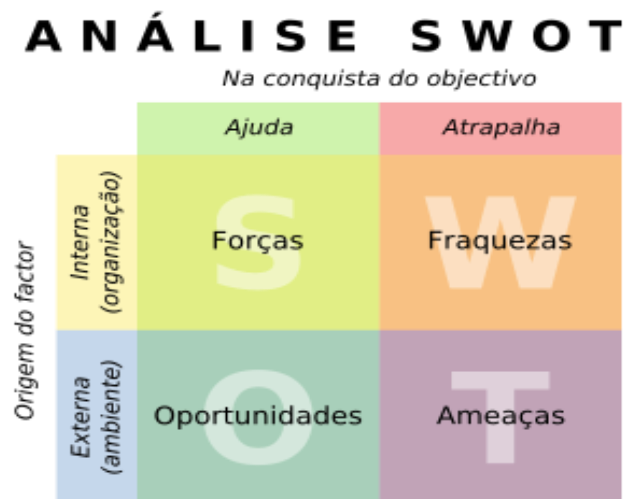 ANÁLISE SWOT
Na conquista do objectivo
Ajuda
Atrapalha
Origem do factor
Interna
(organização)
S
Forças
W
Fraquezas
Externa
(ambiente)
O
Oportunidades
T
Ameaças